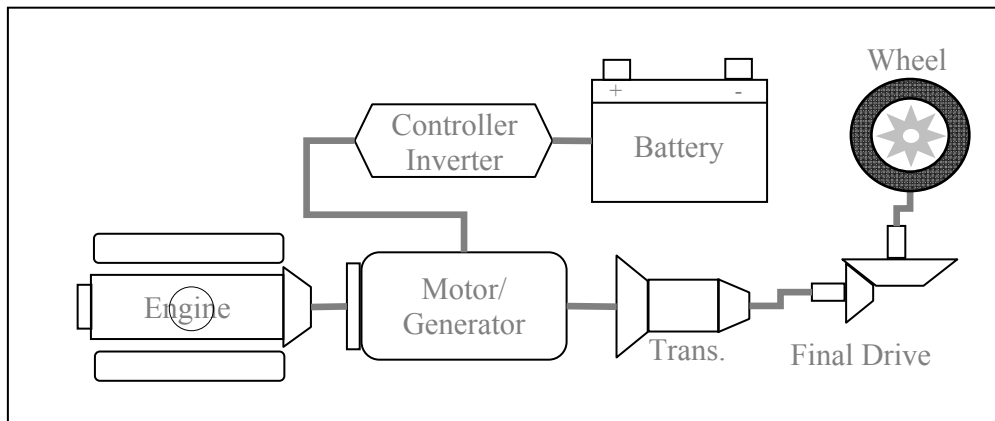 Wheel
+ -
Controller
Inverter
Battery
Engine
Motor/
Generator
Trans.
Final Drive